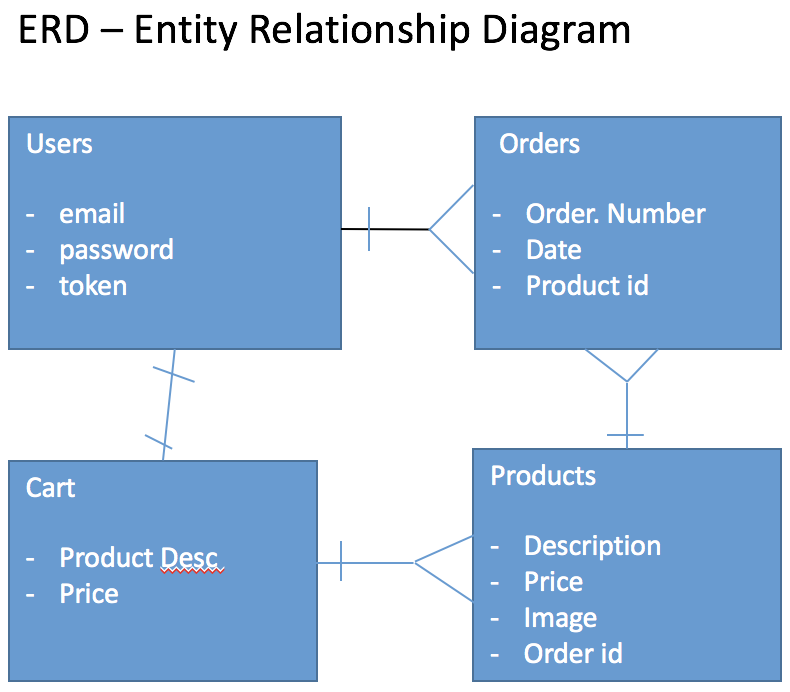 ERD – Entity Relationship Diagram
Users
- email
- password
- token
Orders
- Order. Number
- Date
- Product id
Cart
- Product Desc
- Price
Products
- Description
- Price
- Image
- Order id